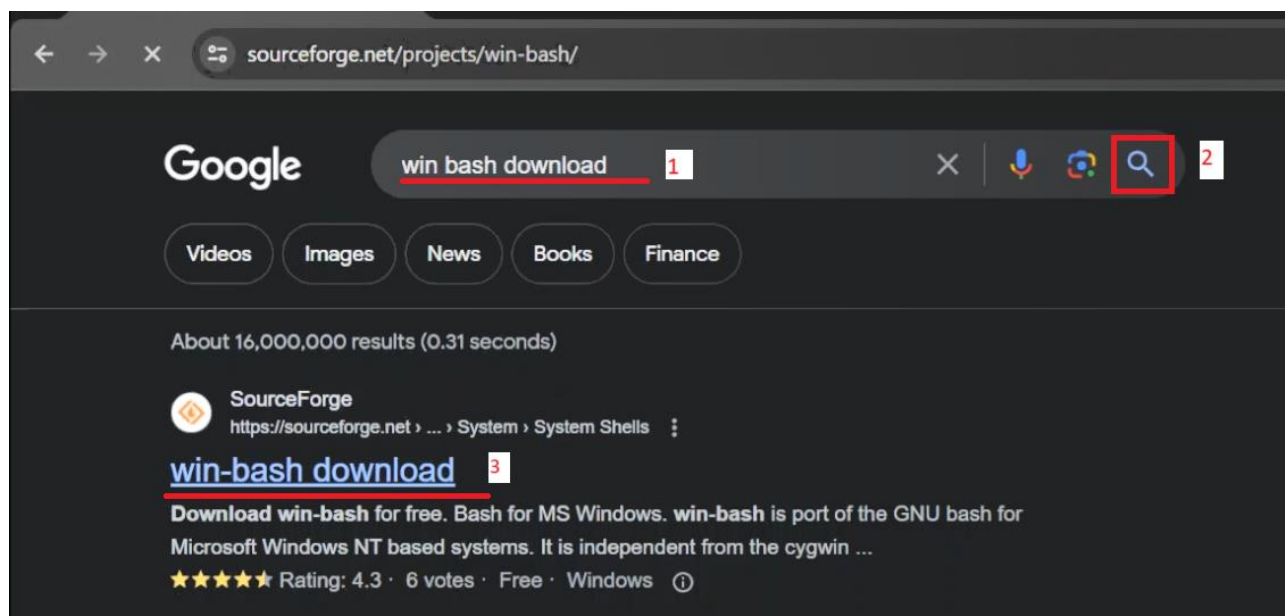 sourceforge.net/projects/win-bash/
Google
win bash download
1
2
Videos
Images
News
Books
Finance
About 16,000,000 results (0.31 seconds)
SourceForge
https://sourceforge.net › ... › System › System Shells
win-bash download
3
Download win-bash for free. Bash for MS Windows. win-bash is part of the GNU bash for
Microsoft Windows NT based systems. It is independent from the cygwin ...
Rating: 4.3 · 6 votes · Free · Windows